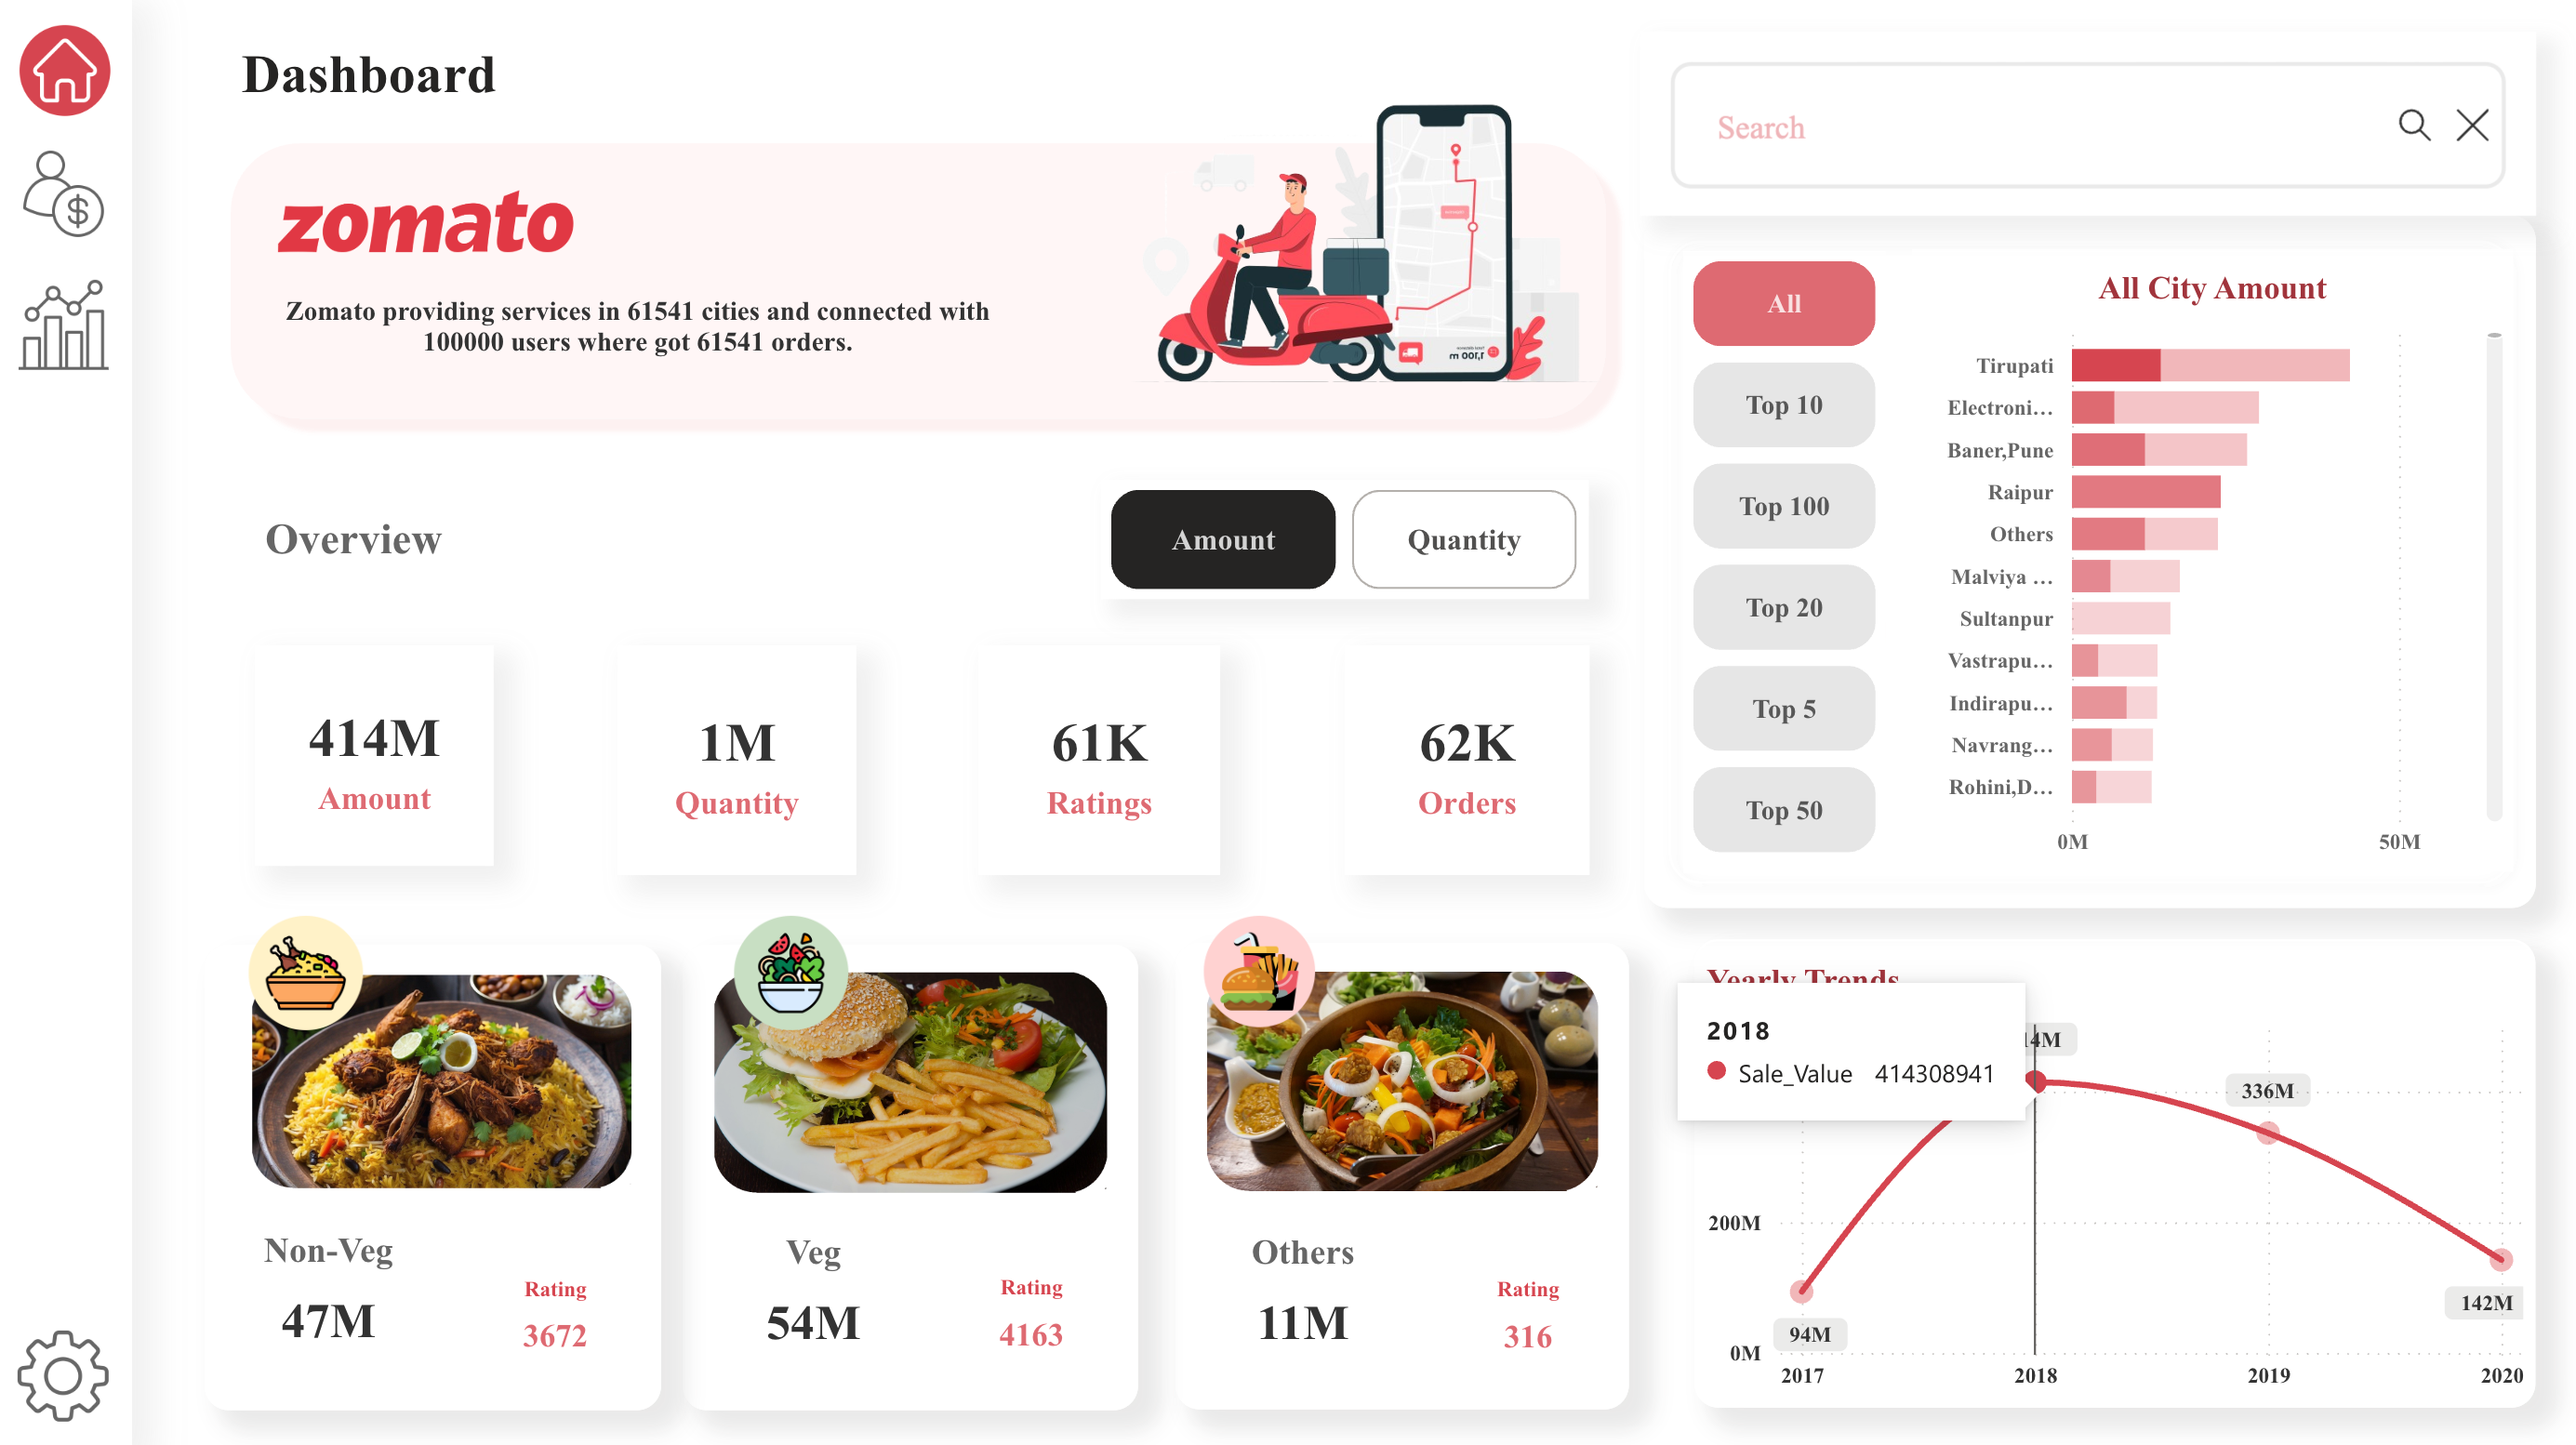 Dashboard
zomato
Zomato providing services in 61541 cities and connected with
100000 users where got 61541 orders.
Search
Overview
Amount
Quantity
414M
Amount
1M
Quantity
61K
Ratings
62K
Orders
All
Top 10
Top 100
Top 20
Top 5
Top 50
All City Amount
Tirupati
Electroni...
Baner,Pune
Raipur
Others
Malviya ...
Sultanpur
Vastrapu...
Indirapu...
Navrang...
Rohini,D...
0M
50M
Non-Veg
47M
Rating
3672
Veg
54M
Rating
4163
Others
11M
Rating
316
Yearly Trends
2018
Sale_Value 414308941
14M
336M
200M
142M
94M
0M
2017
2018
2019
2020